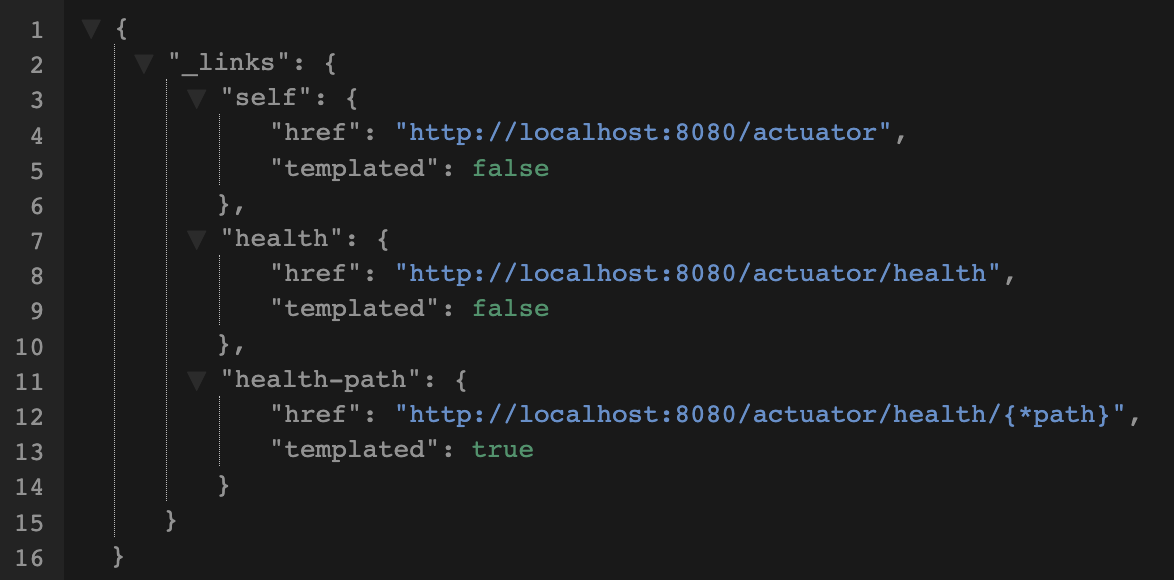 1 {
2 "_links": {
3 "self": {
4 "href": "http://localhost:8080/actuator",
5 "templated": false
6 },
7 "health": {
8 "href": "http://localhost:8080/actuator/health",
9 "templated": false
10 },
11 "health-path": {
12 "href": "http://localhost:8080/actuator/health/{*path}",
13 "templated": true
14 }
15 }
16 }